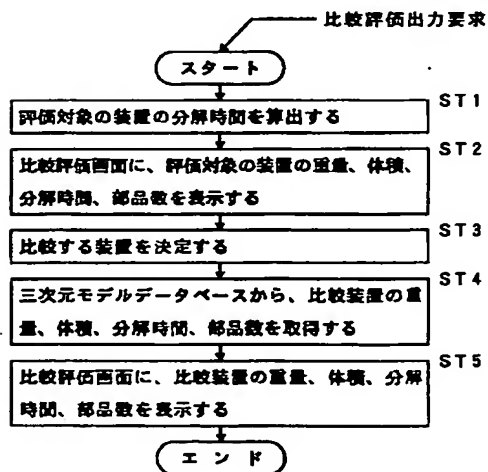 比較評価出力要求
スタート
ST1
評価対象の装置の分解時間を算出する
ST2
比較評価画面に、評価対象の装置の重量、体積、
分解時間、部品数を表示する
ST3
比較する装置を決定する
ST4
三次元モデルデータベースから、比較装置の重
量、体積、分解時間、部品数を取得する
ST5
比較評価画面に、比較装置の重量、体積、分解
時間、部品数を表示する
エンド